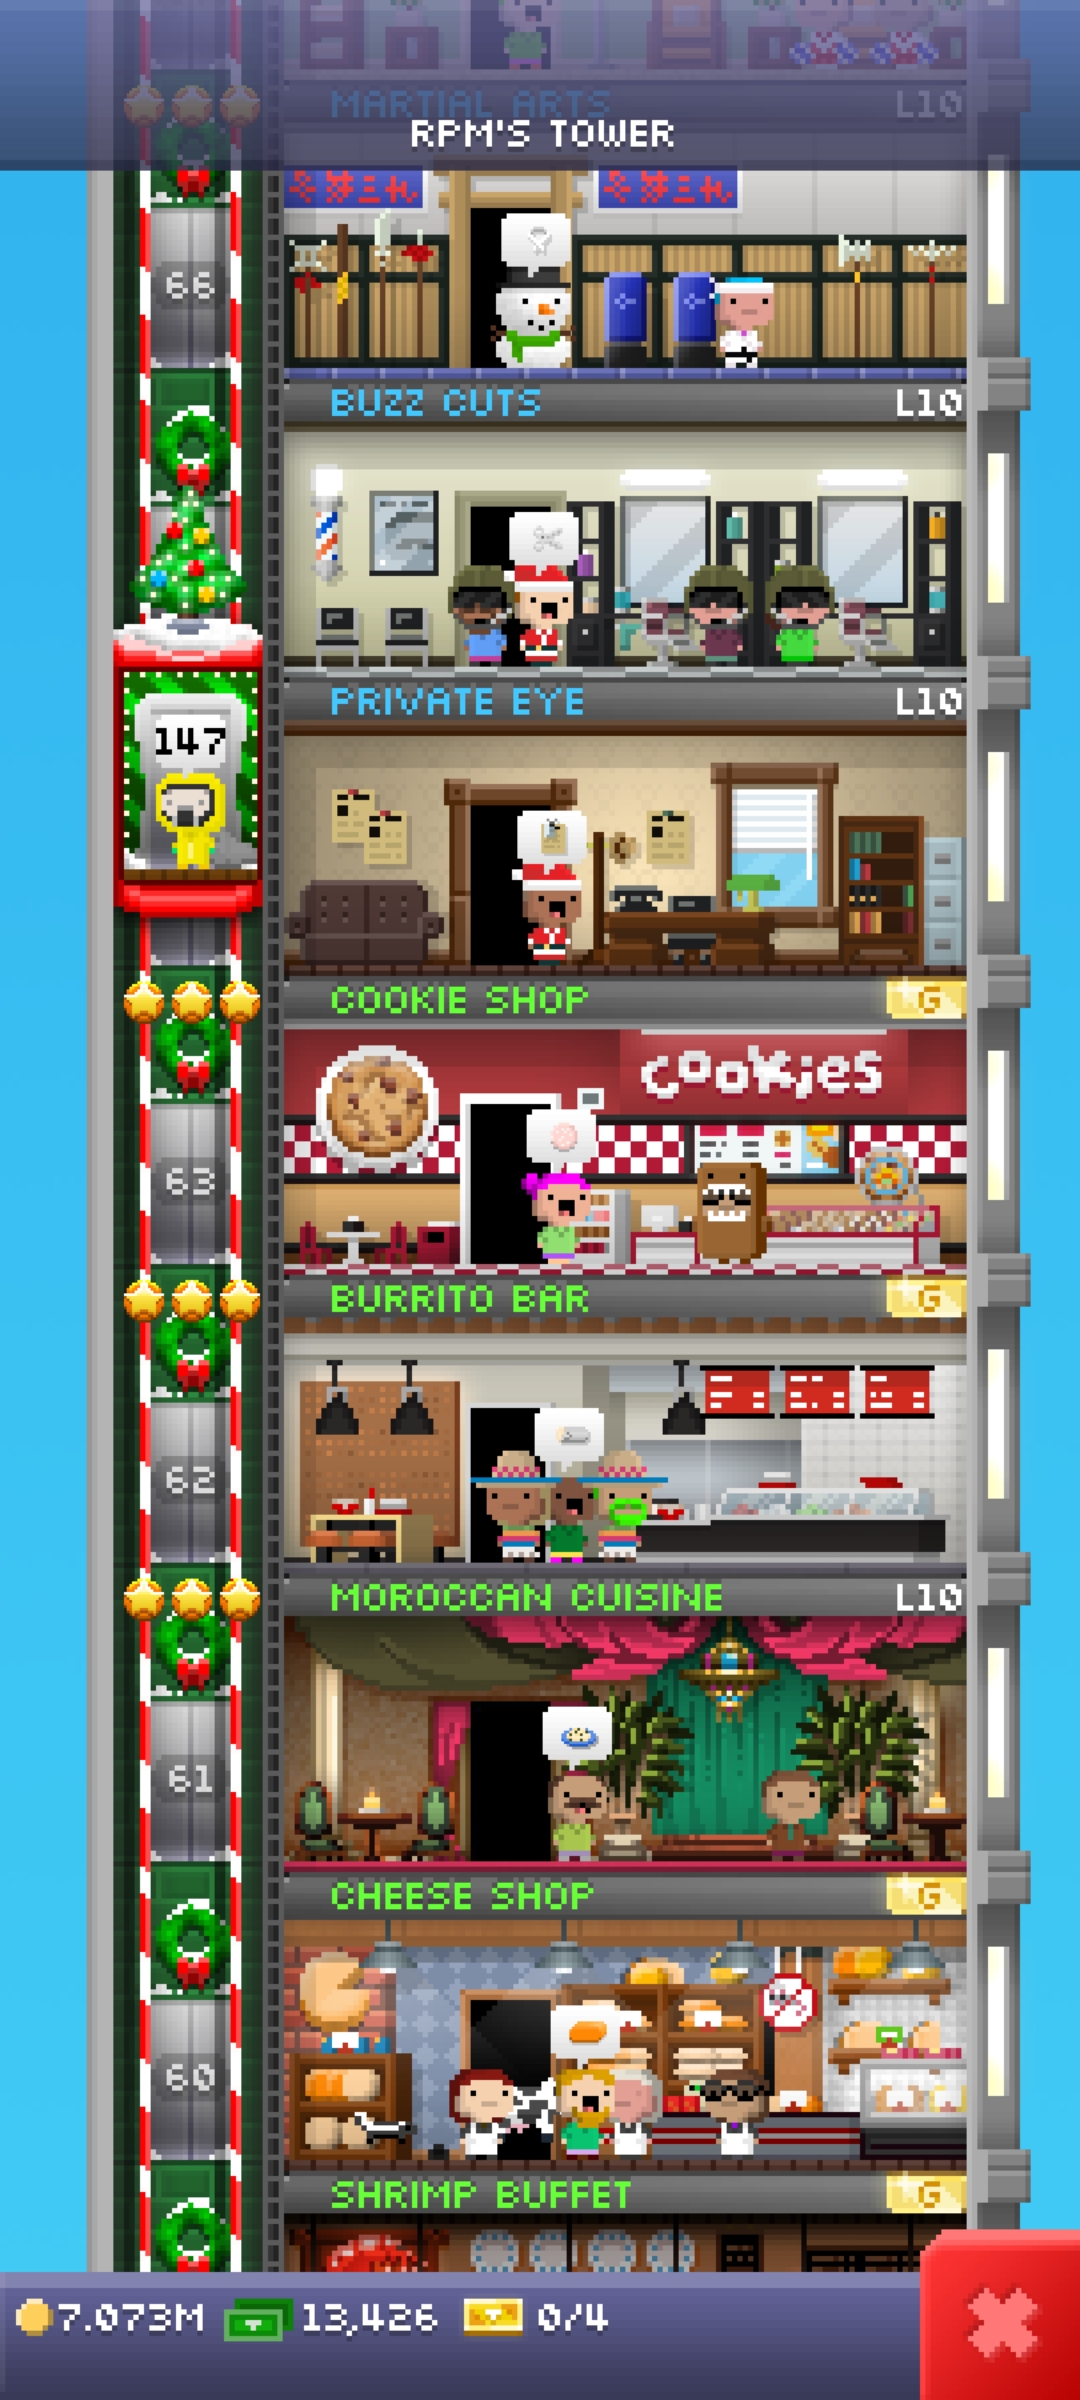 MARTIAL ARTS L10
RPM'S TOWER
66
BUZZ CUTS L10
PRIVATE EYE L10
147
COOKIE SHOP G
cookies
63
BURRITO BAR G
62
MOROCCAN CUISINE L10
61
CHEESE SHOP G
60
SHRIMP BUFFET G
7.073M 13,426 0/4